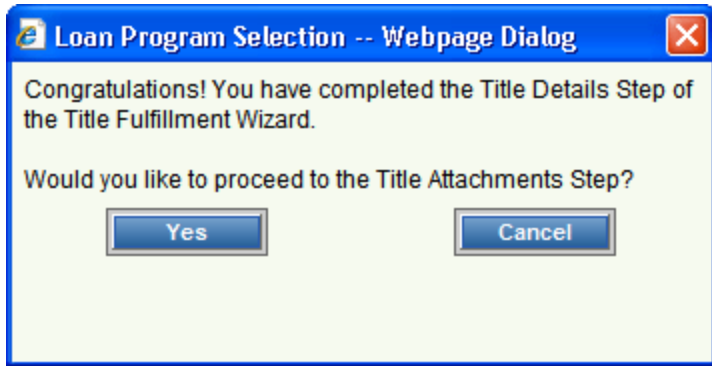 Loan Program Selection -- Webpage Dialog
Congratulations! You have completed the Title Details Step of
the Title Fulfillment Wizard.
Would you like to proceed to the Title Attachments Step?
Yes
Cancel